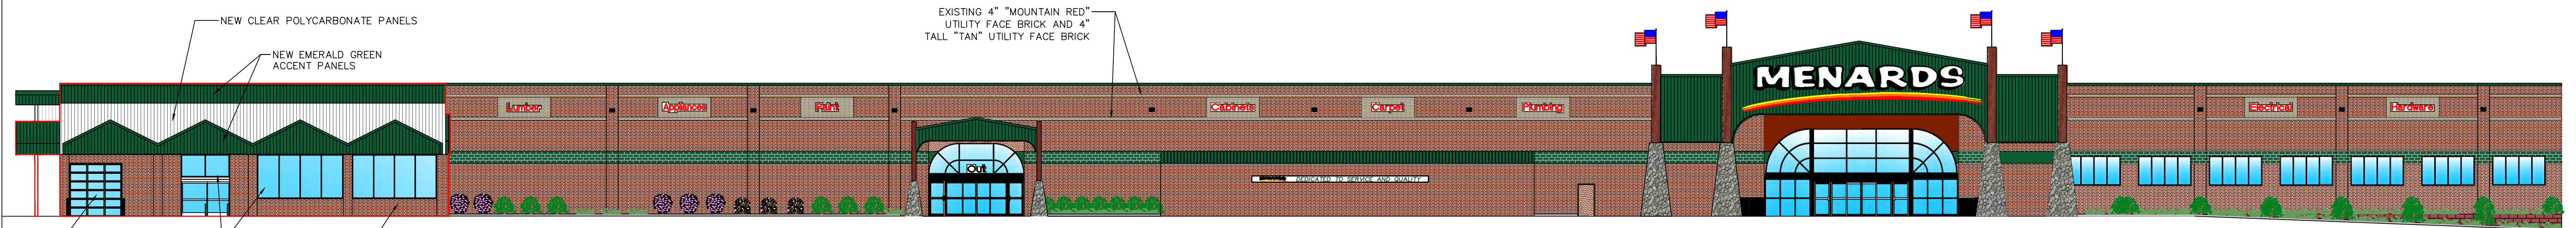 NEW CLEAR POLYCARBONATE PANELS
NEW EMERALD GREEN
ACCENT PANELS
EXISTING 4" "MOUNTAIN RED"
UTILITY FACE BRICK AND 4"
TALL "TAN" UTILITY FACE BRICK
Lumber
Appliances
Paint
Cabinets
Carpet
Plumbing
MENARDS
Electrical
Hardware
Out
DEDICATED TO SERVICE AND QUALITY